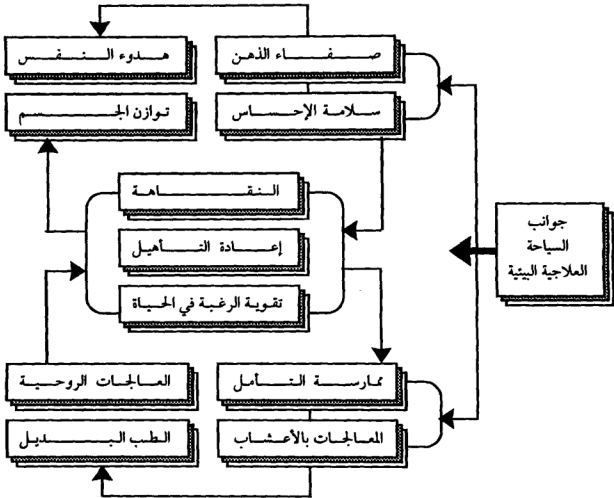 صفاء الذهن
هدوء النفس
سلامة الإحساس
توازن الجسم
النقاهة
جوانب
السياحة
العلاجية البيئية
إعادة التأهيل
تقوية الرغبة في الحياة
ممارسة التأمل
العالجات الروحية
المعالجات بالأعشاب
الطب البديل